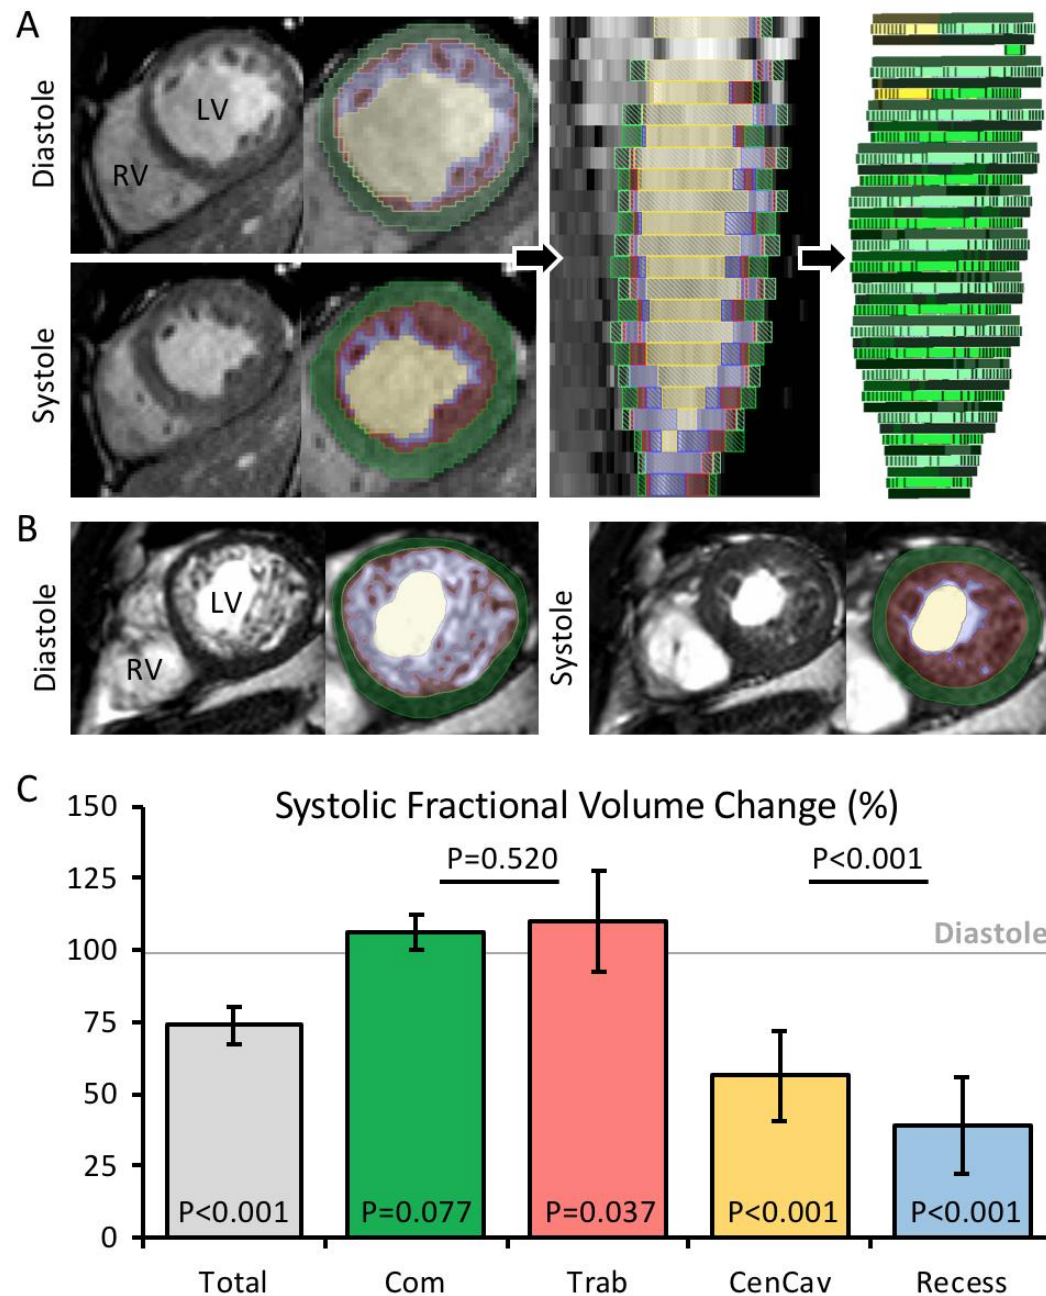 A
Diastole
LV
RV
Systole
B
Diastole
LV
RV
Systole
C
Systolic Fractional Volume Change (%)
150
125
100
75
50
25
0
P=0.520
P<0.001
Diastole
P<0.001
P=0.077
P=0.037
P<0.001
P<0.001
Total
Com
Trab
CenCav
Recess